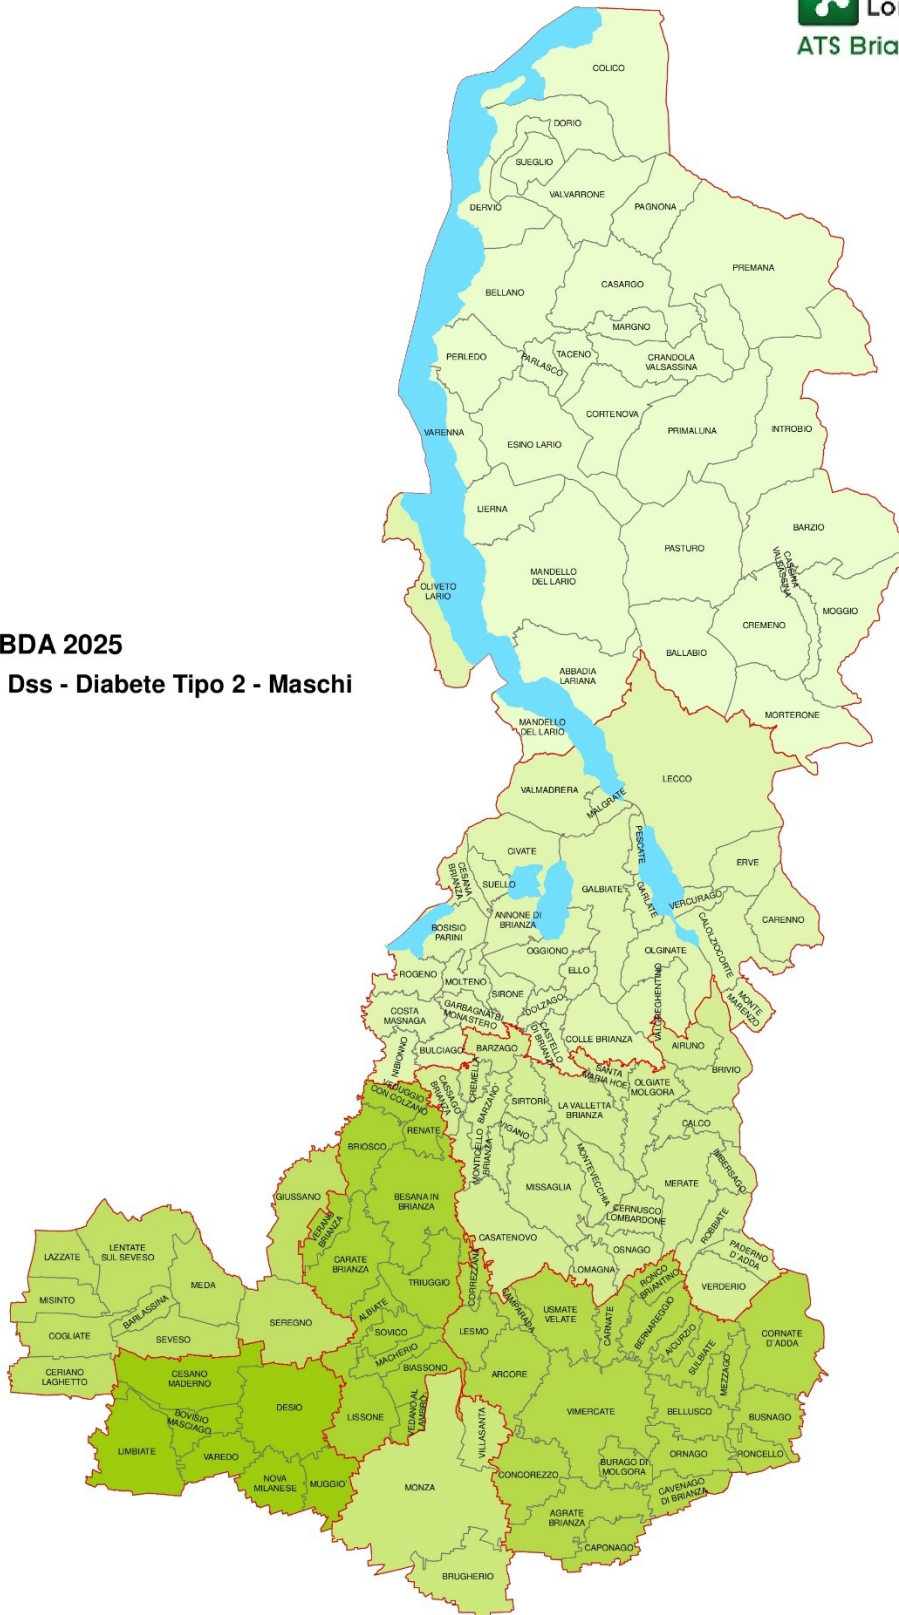 Lo
ATS Bria
COLICO
DORIO
SUEGLIO
VALVARRONE
DERVIO
PAGNONA
PREMANA
BELLANO
CASARGO
MARGNO
PERLEDO
PARLASCO
TACENO
CRANDOLA
VALSASSINA
CORTENOVA
VARENNA
PRIMALUNA
INTROBIO
ESINO LARIO
LIERNA
BARZIO
PASTURO
CASSINA
VALSASSINA
MANDELLO
DEL LARIO
OLIVETO
LARIO
MOGGIO
CREMENO
BDA 2025
BALLABIO
Dss - Diabete Tipo 2 - Maschi
ABBADIA
LARIANA
MORTERONE
MANDELLO
DEL LARIO
LECCO
VALMADRERA
MALGRATE
PESCATE
CIVATE
ERVE
CESANA
BRIANZA
SUELLO
GALBIATE
GARLATE
VERCURAGO
ANNONE DI
BRIANZA
CARENNO
BOSISIO
PARINI
CALOLZIOCORTE
OGGIONO
OLGINATE
ELLO
ROGENO
MOLTENO
SIRONE
DOLZAGO
VALGREGHENTINO
MONTE
MARENZO
COSTA
MASNAGA
GARBAGNATE
MONASTERO
CASTELLO
DI BRIANZA
COLLE BRIANZA
NIBIONNO
BULCIAGO
BARZAGO
AIRUNO
BRIVIO
SANTA
MARIA HOE
OLGIATE
MOLGORA
VEDUGGIO
CON COLZANO
CASSAGO
BRIANZA
CREMELLA
BARZANO'
SIRTORI
LA VALLETTA
BRIANZA
CALCO
RENATE
VIGANO
BRIOSCO
MONTICELLO
BRIANZA
MONTEVECCHIA
IMBERSAGO
MISSAGLIA
MERATE
GIUSSANO
BESANA IN
BRIANZA
VERANO
BRIANZA
CERNUSCO
LOMBARDONE
ROBBIATE
CASATENOVO
OSNAGO
PADERNO
D'ADDA
LAZZATE
LENTATE
SUL SEVESO
CARATE
BRIANZA
CORREZZANA
LOMAGNA
VERDERIO
MEDA
TRIUGGIO
RONCO
BRIANTINO
MISINTO
BARLASSINA
ALBIATE
CAMPARADA
USMATE
VELATE
CARNATE
BERNAREGGIO
SEREGNO
COGLIATE
SEVESO
SOVICO
LESMO
AICURZIO
SULBIATE
CORNATE
D'ADDA
MACHERIO
BIASSONO
MEZZAGO
CERIANO
LAGHETTO
CESANO
MADERNO
ARCORE
DESIO
LISSONE
VEDANO AL
LAMBRO
VILLASANTA
VIMERCATE
BELLUSCO
BUSNAGO
BOVISIO
MASCIAGO
LIMBIATE
VAREDO
ORNAGO
RONCELLO
BURAGO DI
MOLGORA
CONCOREZZO
NOVA
MILANESE
MUGGIO'
MONZA
CAVENAGO
DI BRIANZA
AGRATE
BRIANZA
CAPONAGO
BRUGHERIO